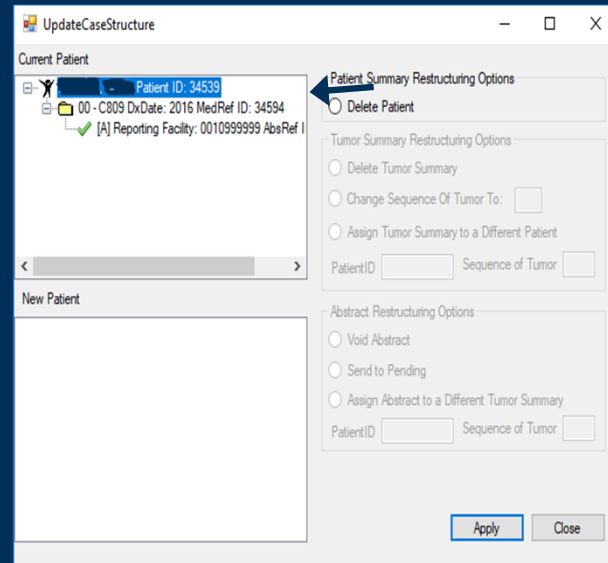 UpdateCaseStructure
Current Patient
- Patient ID: 34539
00 - C809 DxDate: 2016 MedRef ID: 34594
[A] Reporting Facility: 0010999999 AbsRef I
New Patient
Patient Summary Restructuring Options
Delete Patient
Tumor Summary Restructuring Options
Delete Tumor Summary
Change Sequence Of Tumor To:
Assign Tumor Summary to a Different Patient
PatientID Sequence of Tumor
Abstract Restructuring Options
Void Abstract
Send to Pending
Assign Abstract to a Different Tumor Summary
PatientID Sequence of Tumor
Apply Close